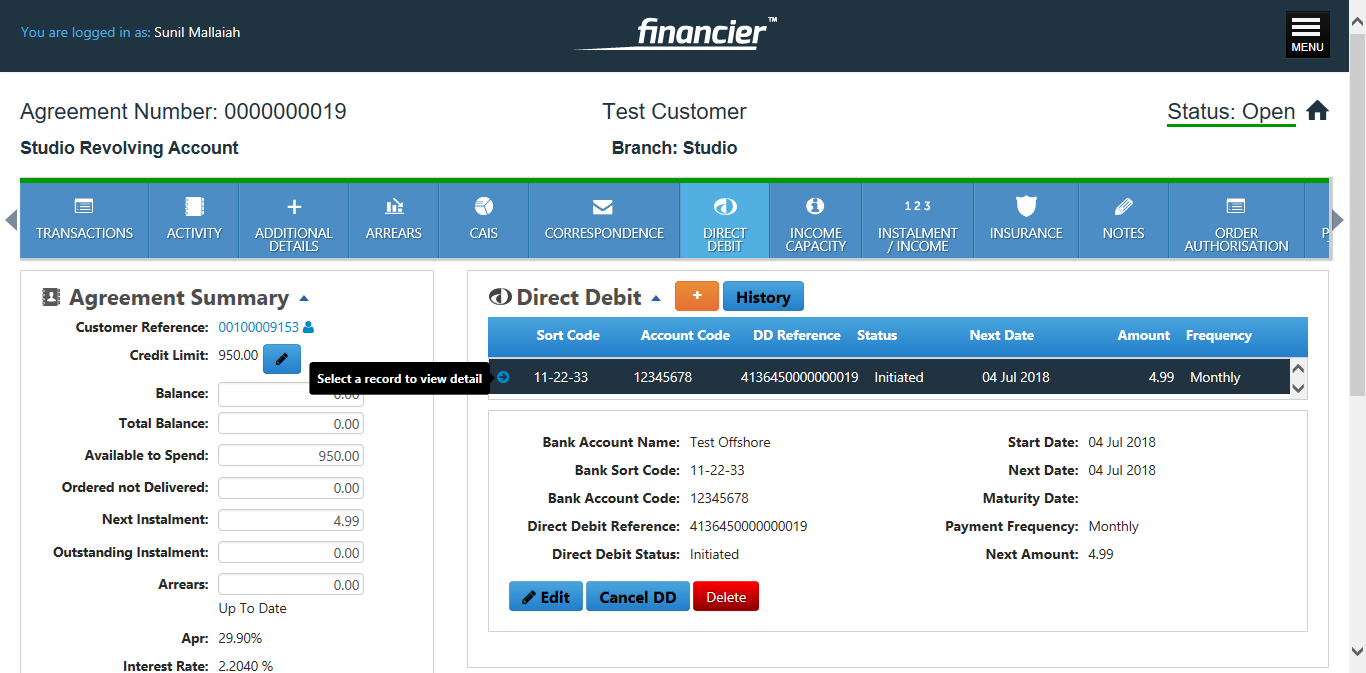 You are logged in as: Sunil Mallaiah
financier™
MENU
Agreement Number: 0000000019
Test Customer
Status: Open
Studio Revolving Account
Branch: Studio
TRANSACTIONS
ACTIVITY
ADDITIONAL
DETAILS
ARREARS
CAIS
CORRESPONDENCE
DIRECT
DEBIT
INCOME
CAPACITY
1 2 3
INSTALMENT
/ INCOME
INSURANCE
NOTES
ORDER
AUTHORISATION
Agreement Summary
Customer Reference: 00100009153
Credit Limit: 950.00
Balance: 0.00
Total Balance: 0.00
Available to Spend: 950.00
Ordered not Delivered: 0.00
Next Instalment: 4.99
Outstanding Instalment: 0.00
Arrears: 0.00
Up To Date
Apr: 29.90%
Interest Rate: 2.2040 %
Direct Debit + History
Sort Code Account Code DD Reference Status Next Date Amount Frequency
Select a record to view detail
11-22-33 12345678 4136450000000019 Initiated 04 Jul 2018 4.99 Monthly
Bank Account Name: Test Offshore
Bank Sort Code: 11-22-33
Bank Account Code: 12345678
Direct Debit Reference: 4136450000000019
Direct Debit Status: Initiated
Start Date: 04 Jul 2018
Next Date: 04 Jul 2018
Maturity Date:
Payment Frequency: Monthly
Next Amount: 4.99
Edit Cancel DD Delete